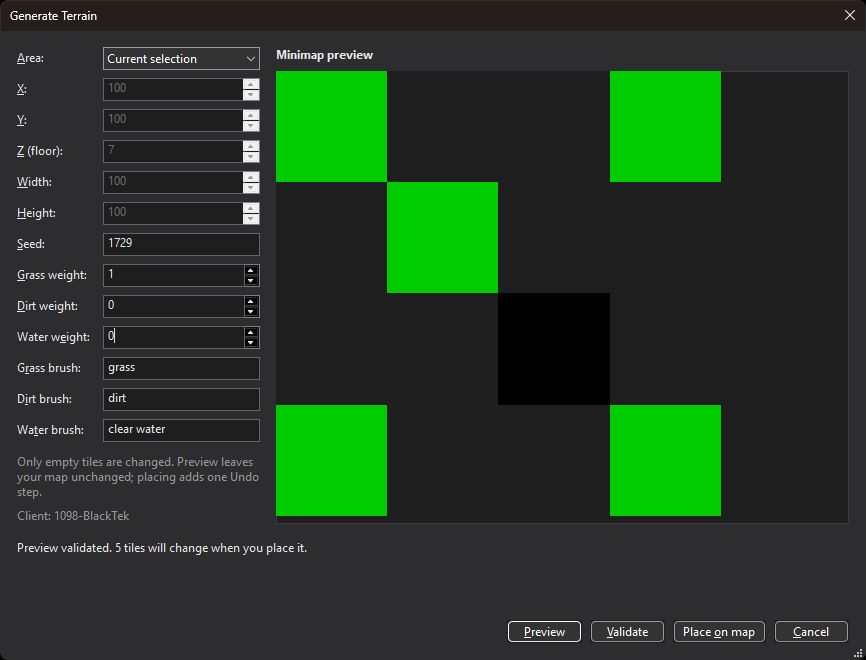 Generate Terrain
Area: Current selection
Minimap preview
X: 100
Y: 100
Z (floor): 7
Width: 100
Height: 100
Seed: 1729
Grass weight: 1
Dirt weight: 0
Water weight: 0
Grass brush: grass
Dirt brush: dirt
Water brush: clear water
Only empty tiles are changed. Preview leaves
your map unchanged; placing adds one Undo
step.
Client: 1098-BlackTek
Preview validated. 5 tiles will change when you place it.
Preview Validate Place on map Cancel